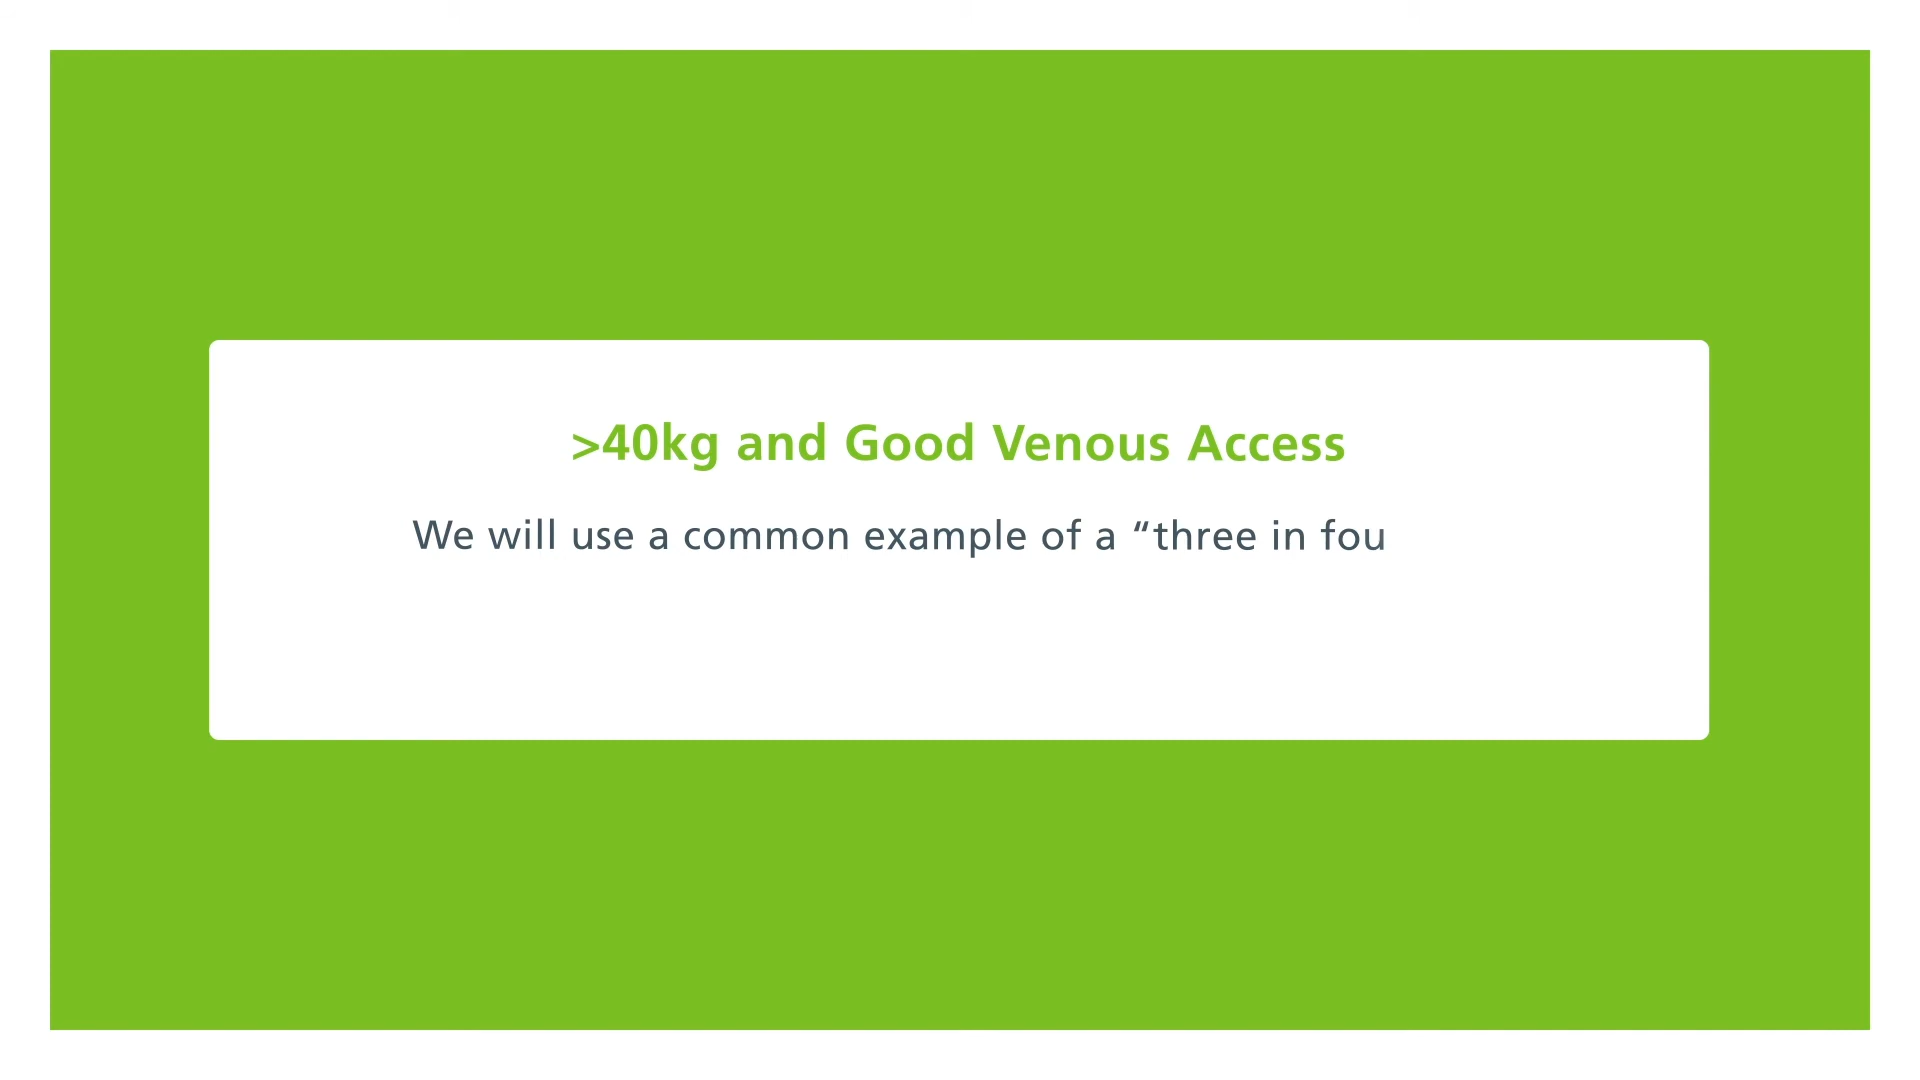 >40kg and Good Venous Access
We will use a common example of a “three in fou